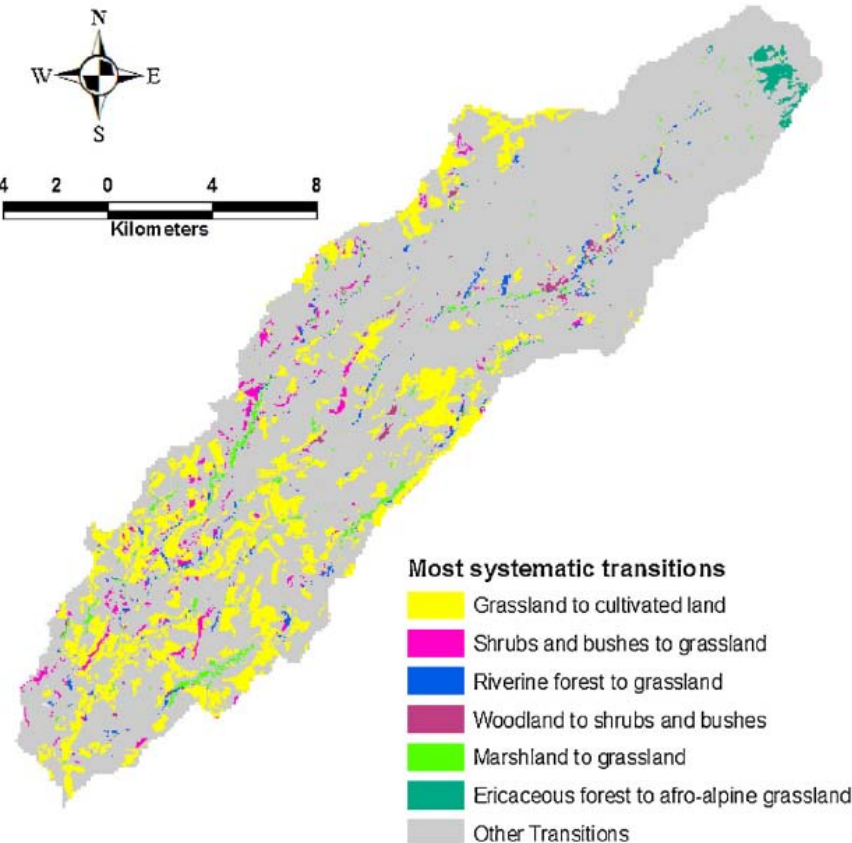 N
W E
S
4 2 0 4 8
Kilometers
Most systematic transitions
Grassland to cultivated land
Shrubs and bushes to grassland
Riverine forest to grassland
Woodland to shrubs and bushes
Marshland to grassland
Ericaceous forest to afro-alpine grassland
Other Transitions